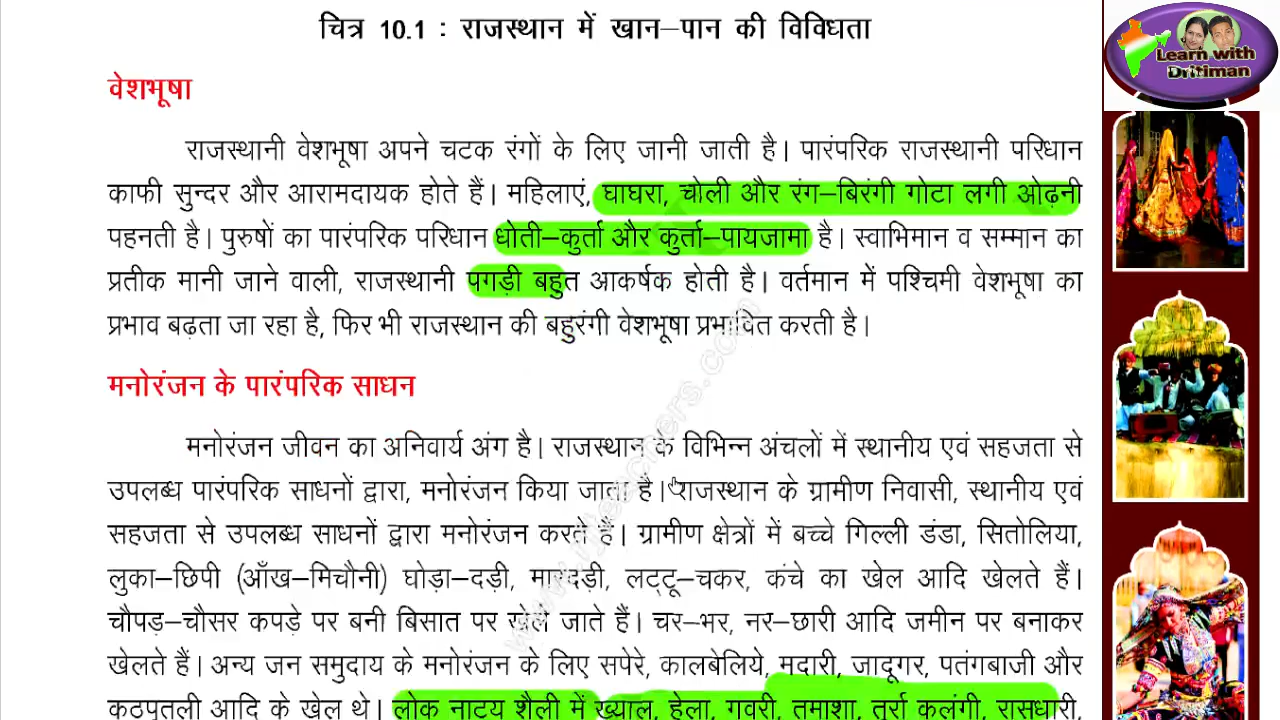 चित्र 10.1 : राजस्थान में खान–पान की विविधता
Learn with
Dritiman
वेशभूषा
राजस्थानी वेशभूषा अपने चटक रंगों के लिए जानी जाती है। पारंपरिक राजस्थानी परिधान
काफी सुन्दर और आरामदायक होते हैं। महिलाएं, घाघरा, चोली और रंग–बिरंगी गोटा लगी ओढ़नी
पहनती है। पुरुषों का पारंपरिक परिधान धोती–कुर्ता और कुर्ता–पायजामा है। स्वाभिमान व सम्मान का
प्रतीक मानी जाने वाली, राजस्थानी पगड़ी बहुत आकर्षक होती है। वर्तमान में पश्चिमी वेशभूषा का
प्रभाव बढ़ता जा रहा है, फिर भी राजस्थान की बहुरंगी वेशभूषा प्रभावित करती है।
मनोरंजन के पारंपरिक साधन
मनोरंजन जीवन का अनिवार्य अंग है। राजस्थान के विभिन्न अंचलों में स्थानीय एवं सहजता से
उपलब्ध पारंपरिक साधनों द्वारा, मनोरंजन किया जाता है। राजस्थान के ग्रामीण निवासी, स्थानीय एवं
सहजता से उपलब्ध साधनों द्वारा मनोरंजन करते हैं। ग्रामीण क्षेत्रों में बच्चे गिल्ली डंडा, सितोलिया,
लुका–छिपी (आँख–मिचौनी) घोड़ा–दड़ी, मारदड़ी, लट्टू–चकर, कंचे का खेल आदि खेलते हैं।
चौपड़–चौसर कपड़े पर बनी बिसात पर खेले जाते हैं। चर–भर, नर–छारी आदि जमीन पर बनाकर
खेलते हैं। अन्य जन समुदाय के मनोरंजन के लिए सपेरे, कालबेलिये, मदारी, जादूगर, पतंगबाजी और
कठपुतली आदि के खेल थे। लोक नाट्य शैली में ख्याल, हेला, गवरी, तमाशा, तुर्रा कलंगी, रासधारी,